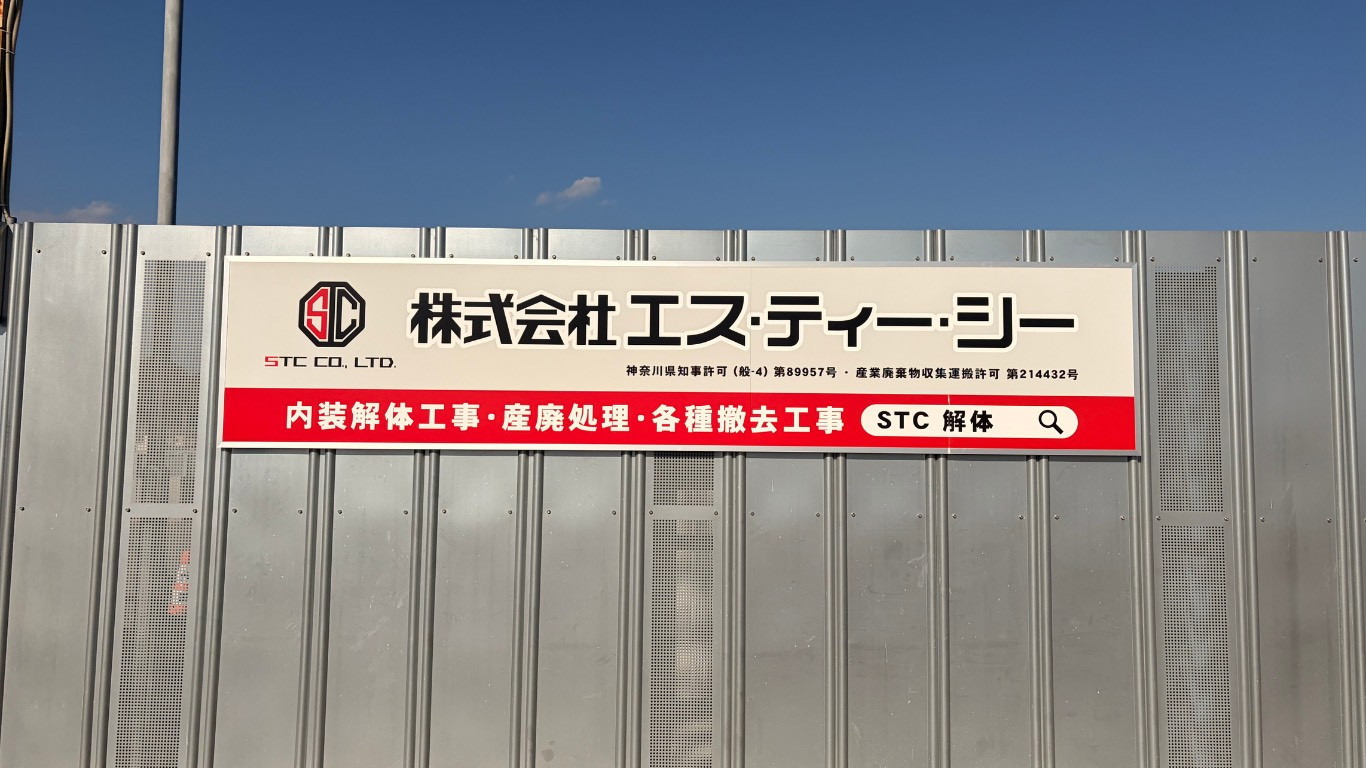 STC
STC CO., LTD.
株式会社エス・ティー・シー
神奈川県知事許可(般-4)第89957号・産業廃棄物収集運搬許可 第214432号
内装解体工事・産廃処理・各種撤去工事 STC 解体